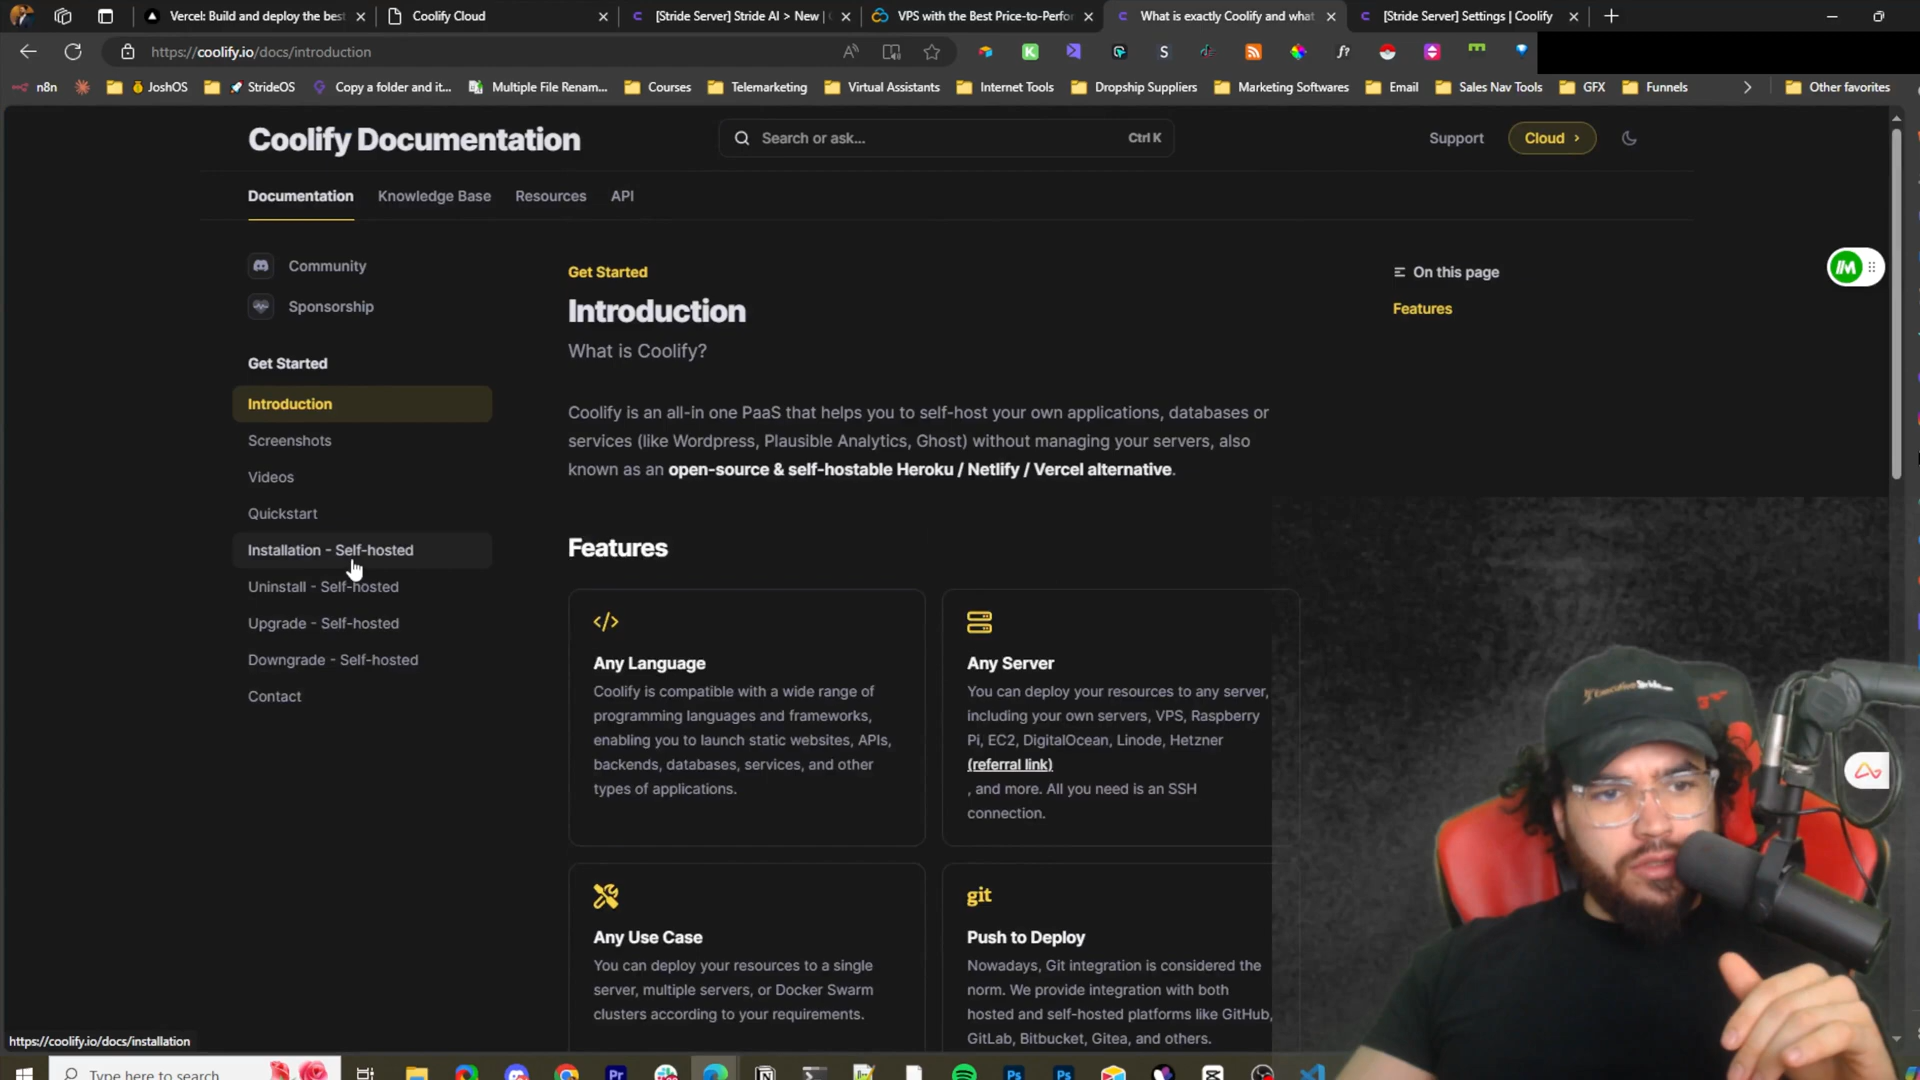 Vercel: Build and deploy the best
Coolify Cloud
[Stride Server] Stride AI > New |
VPS with the Best Price-to-Perfor
What is exactly Coolify and what
[Stride Server] Settings | Coolify
https://coolify.io/docs/introduction
n8n
JoshOS
StrideOS
Copy a folder and it...
Multiple File Renam...
Courses
Telemarketing
Virtual Assistants
Internet Tools
Dropship Suppliers
Marketing Softwares
Email
Sales Nav Tools
GFX
Funnels
Other favorites
Coolify Documentation
Search or ask...
Ctrl K
Support
Cloud
Documentation
Knowledge Base
Resources
API
Community
Sponsorship
Get Started
Introduction
Screenshots
Videos
Quickstart
Installation - Self-hosted
Uninstall - Self-hosted
Upgrade - Self-hosted
Downgrade - Self-hosted
Contact
Get Started
Introduction
What is Coolify?
Coolify is an all-in one PaaS that helps you to self-host your own applications, databases or
services (like Wordpress, Plausible Analytics, Ghost) without managing your servers, also
known as an open-source & self-hostable Heroku / Netlify / Vercel alternative.
Features
Any Language
Coolify is compatible with a wide range of
programming languages and frameworks,
enabling you to launch static websites, APIs,
backends, databases, services, and other
types of applications.
Any Server
You can deploy your resources to any server,
including your own servers, VPS, Raspberry
Pi, EC2, DigitalOcean, Linode, Hetzner
(referral link)
, and more. All you need is an SSH
connection.
Any Use Case
You can deploy your resources to a single
server, multiple servers, or Docker Swarm
clusters according to your requirements.
git
Push to Deploy
Nowadays, Git integration is considered the
norm. We provide integration with both
hosted and self-hosted platforms like GitHub,
GitLab, Bitbucket, Gitea, and others.
On this page
Features
ExecutiveStride.com
https://coolify.io/docs/installation
Type here to search